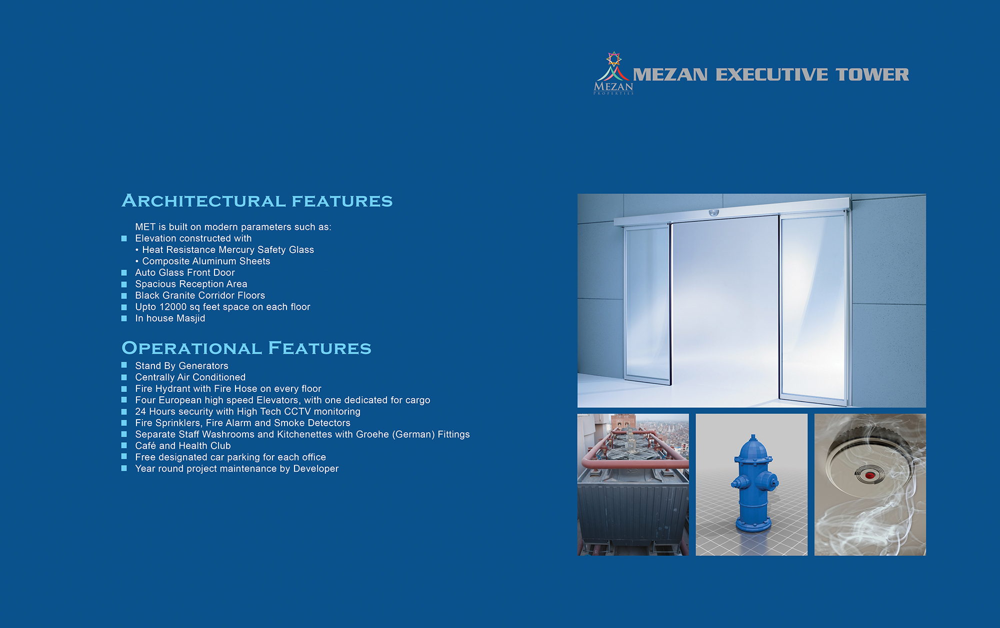 MEZAN
PROPERTIES
MEZAN EXECUTIVE TOWER
ARCHITECTURAL FEATURES
MET is built on modern parameters such as:
Elevation constructed with
• Heat Resistance Mercury Safety Glass
• Composite Aluminum Sheets
Auto Glass Front Door
Spacious Reception Area
Black Granite Corridor Floors
Upto 12000 sq feet space on each floor
In house Masjid
OPERATIONAL FEATURES
Stand By Generators
Centrally Air Conditioned
Fire Hydrant with Fire Hose on every floor
Four European high speed Elevators, with one dedicated for cargo
24 Hours security with High Tech CCTV monitoring
Fire Sprinklers, Fire Alarm and Smoke Detectors
Separate Staff Washrooms and Kitchenettes with Groehe (German) Fittings
Café and Health Club
Free designated car parking for each office
Year round project maintenance by Developer